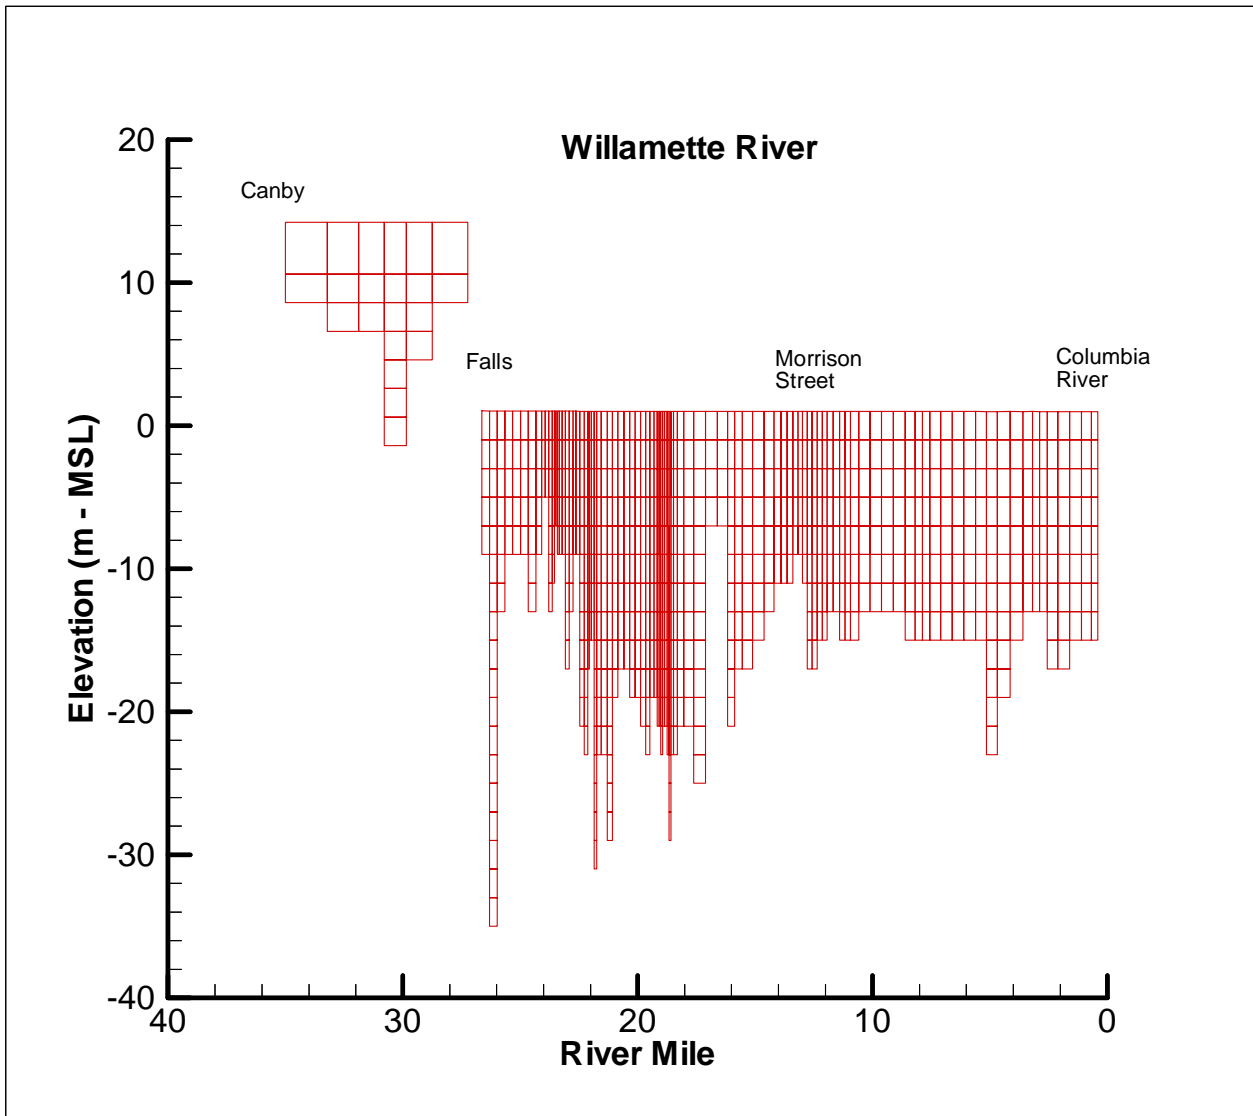 Willamette River
Canby
Falls
Morrison
Street
Columbia
River
20
10
0
-10
-20
-30
-40
Elevation (m - MSL)
40
30
20
10
0
River Mile